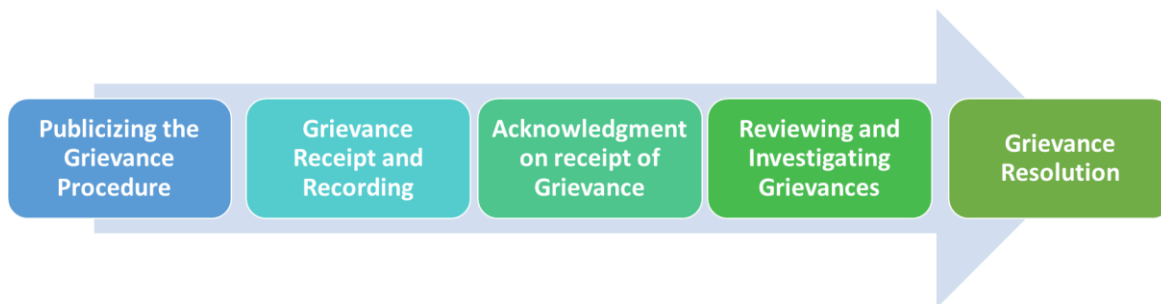 Publicizing the
Grievance
Procedure
Grievance
Receipt and
Recording
Acknowledgment
on receipt of
Grievance
Reviewing and
Investigating
Grievances
Grievance
Resolution